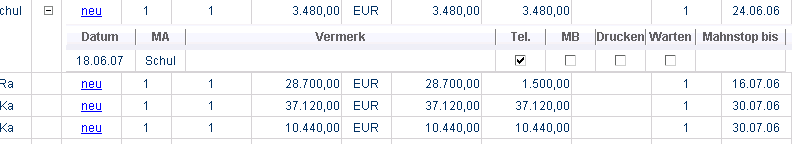 chul neu 1 1 3.480,00 EUR 3.480,00 3.480,00 1 24.06.06
Datum MA Vermerk Tel. MB Drucken Warten Mahnstop bis
18.06.07 Schul
Ra neu 1 1 28.700,00 EUR 28.700,00 1.500,00 1 16.07.06
Ka neu 1 1 37.120,00 EUR 37.120,00 37.120,00 1 30.07.06
Ka neu 1 1 10.440,00 EUR 10.440,00 10.440,00 1 30.07.06